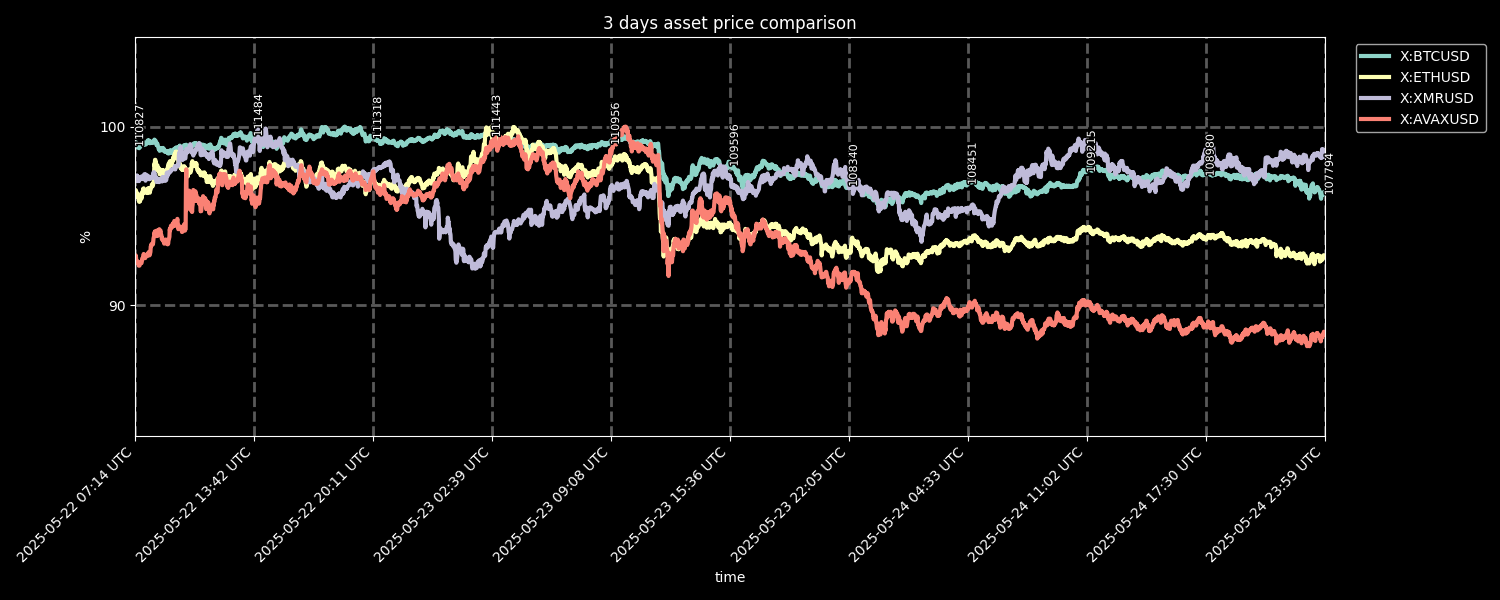 3 days asset price comparison
X:BTCUSD
X:ETHUSD
X:XMRUSD
X:AVAXUSD
100
90
%
110827
111484
111318
111443
110956
109596
108340
108451
109215
108980
107794
2025-05-22 07:14 UTC
2025-05-22 13:42 UTC
2025-05-22 20:11 UTC
2025-05-23 02:39 UTC
2025-05-23 09:08 UTC
2025-05-23 15:36 UTC
2025-05-23 22:05 UTC
2025-05-24 04:33 UTC
2025-05-24 11:02 UTC
2025-05-24 17:30 UTC
2025-05-24 23:59 UTC
time